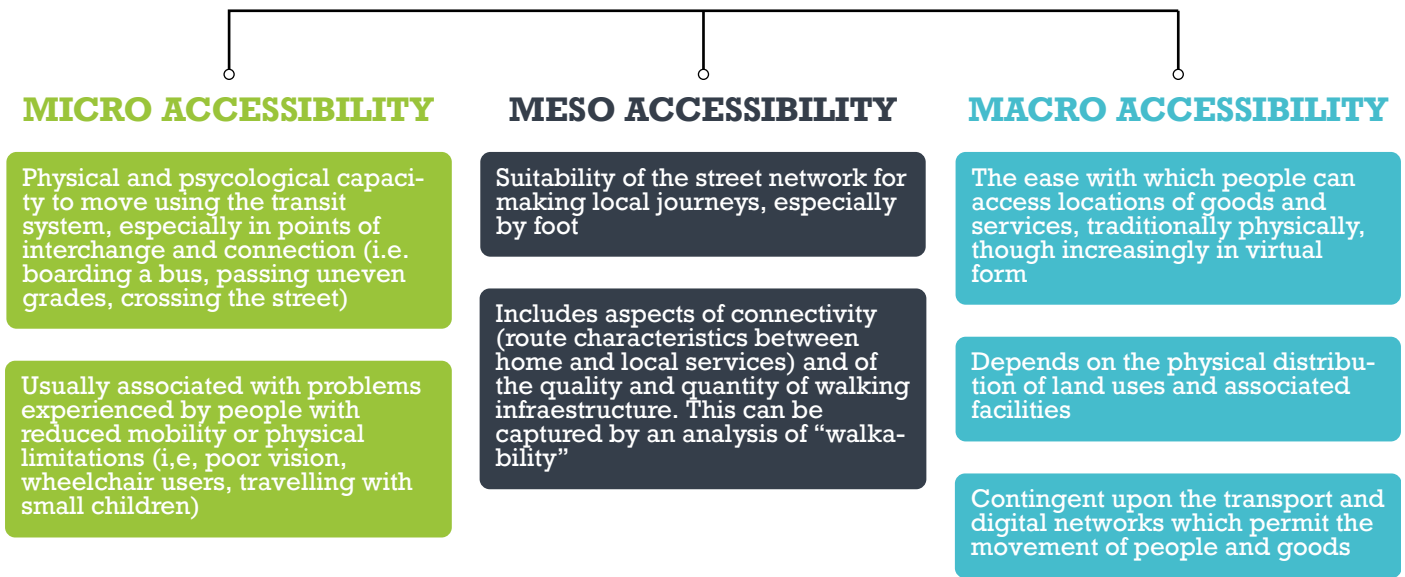 MICRO ACCESSIBILITY
Physical and psycological capaci-
ty to move using the transit
system, especially in points of
interchange and connection (i.e.
boarding a bus, passing uneven
grades, crossing the street)
Usually associated with problems
experienced by people with
reduced mobility or physical
limitations (i,e, poor vision,
wheelchair users, travelling with
small children)
MESO ACCESSIBILITY
Suitability of the street network for
making local journeys, especially
by foot
Includes aspects of connectivity
(route characteristics between
home and local services) and of
the quality and quantity of walking
infraestructure. This can be
captured by an analysis of “walka-
bility”
MACRO ACCESSIBILITY
The ease with which people can
access locations of goods and
services, traditionally physically,
though increasingly in virtual
form
Depends on the physical distribu-
tion of land uses and associated
facilities
Contingent upon the transport and
digital networks which permit the
movement of people and goods